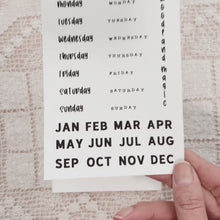 monday MONDAY
tuesday TUESDAY
wednesday WEDNESDAY
thursday THURSDAY
friday FRIDAY
saturday SATURDAY
sunday SUNDAY
JAN FEB MAR APR
MAY JUN JUL AUG
SEP OCT NOV DEC